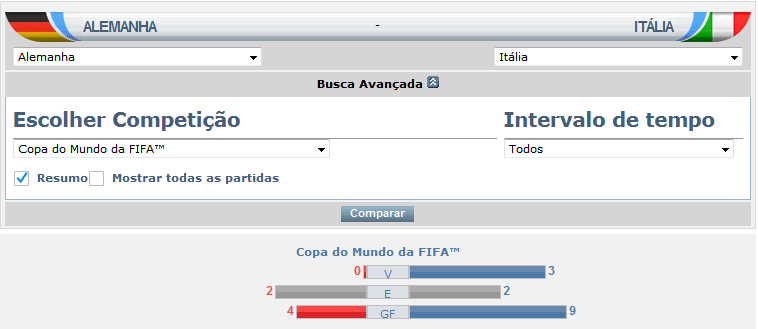 ALEMANHA - ITÁLIA
Alemanha Itália
Busca Avançada
Escolher Competição Intervalo de tempo
Copa do Mundo da FIFA™ Todos
Resumo Mostrar todas as partidas
Comparar
Copa do Mundo da FIFA™
0 V 3
2 E 2
4 GF 9